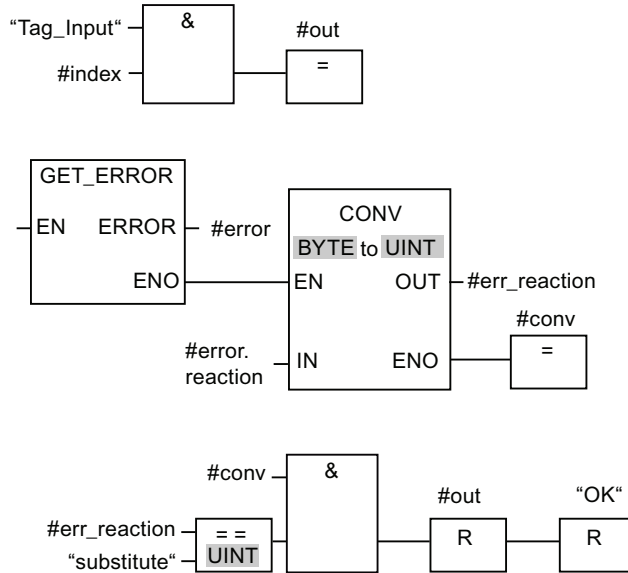 “Tag_Input“
&
#out
#index
=
GET_ERROR
EN ERROR
#error
ENO
CONV
BYTE to UINT
EN OUT
#err_reaction
#conv
#error.
reaction
IN ENO
=
#conv
&
#out
“OK“
#err_reaction
= =
R
R
“substitute“
UINT